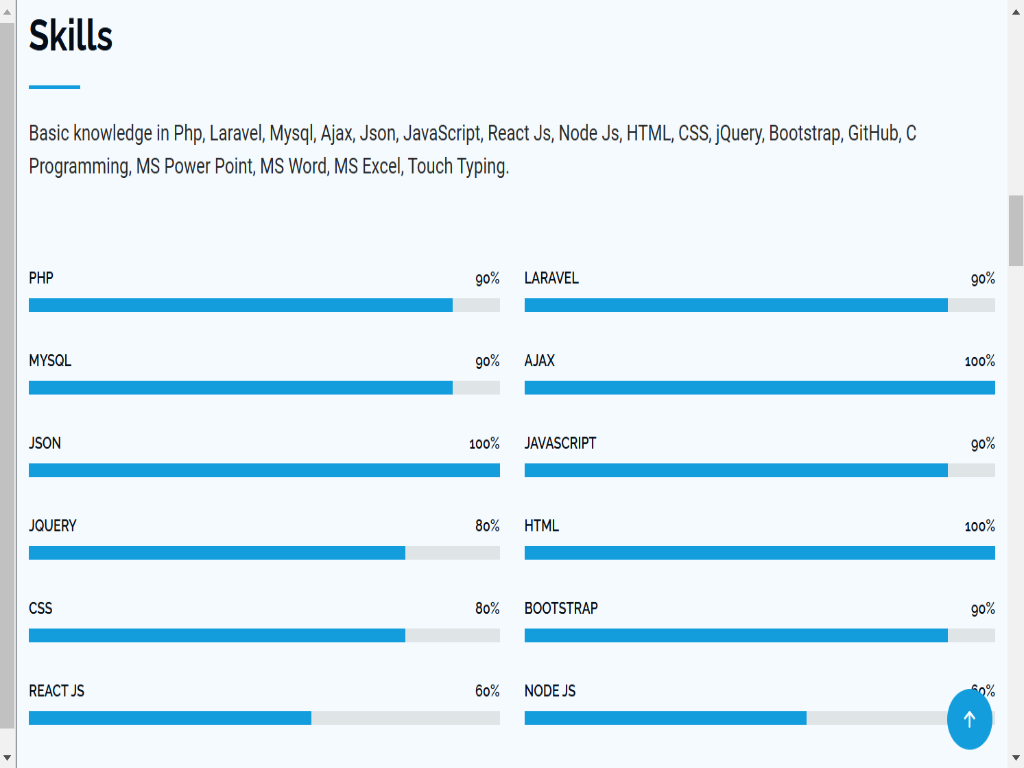 Skills
Basic knowledge in Php, Laravel, Mysql, Ajax, Json, JavaScript, React Js, Node Js, HTML, CSS, jQuery, Bootstrap, GitHub, C
Programming, MS Power Point, MS Word, MS Excel, Touch Typing.
PHP 90% LARAVEL 90%
MYSQL 90% AJAX 100%
JSON 100% JAVASCRIPT 90%
JQUERY 80% HTML 100%
CSS 80% BOOTSTRAP 90%
REACT JS 60% NODE JS 60%